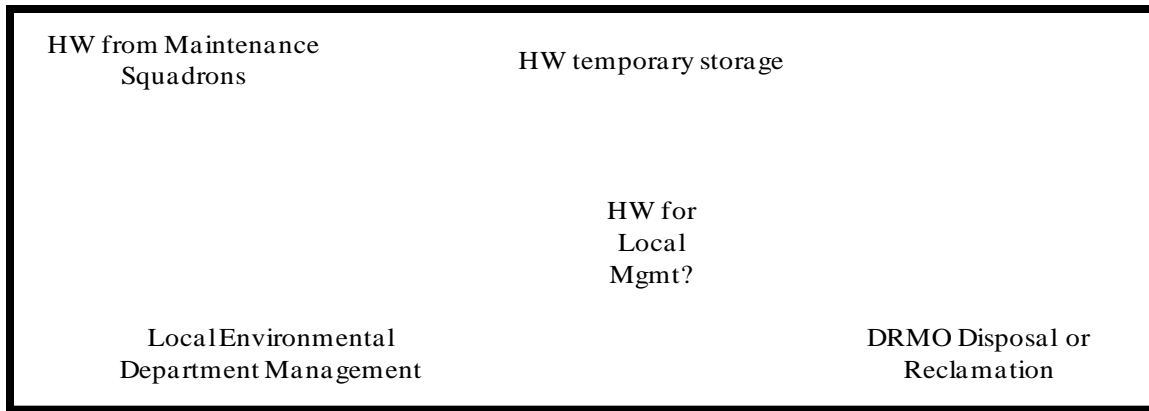 HW from Maintenance
Squadrons
HW temporary storage
HW for
Local
Mgmt?
Local Environmental
Department Management
DRMO Disposal or
Reclamation